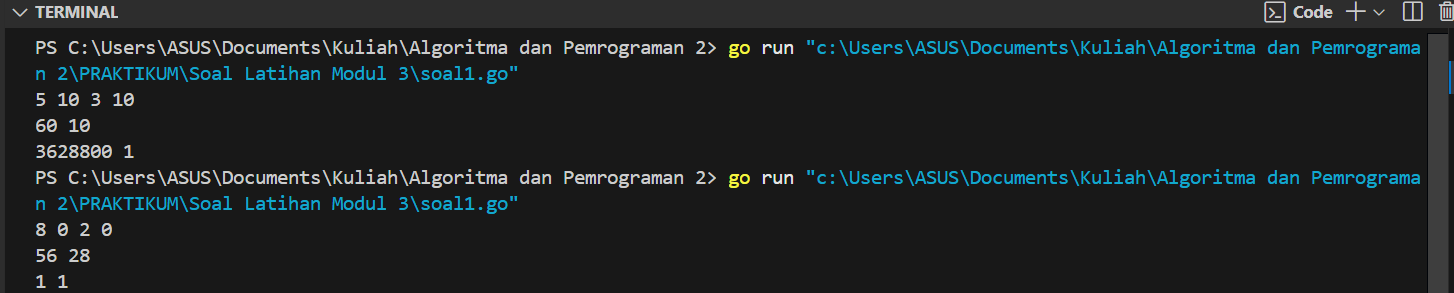 TERMINAL
Code
PS C:\Users\ASUS\Documents\Kuliah\Algoritma dan Pemrograman 2> go run "c:\Users\ASUS\Documents\Kuliah\Algoritma dan Pemrograma
n 2\PRAKTIKUM\Soal Latihan Modul 3\soal1.go"
5 10 3 10
60 10
3628800 1
PS C:\Users\ASUS\Documents\Kuliah\Algoritma dan Pemrograman 2> go run "c:\Users\ASUS\Documents\Kuliah\Algoritma dan Pemrograma
n 2\PRAKTIKUM\Soal Latihan Modul 3\soal1.go"
8 0 2 0
56 28
1 1